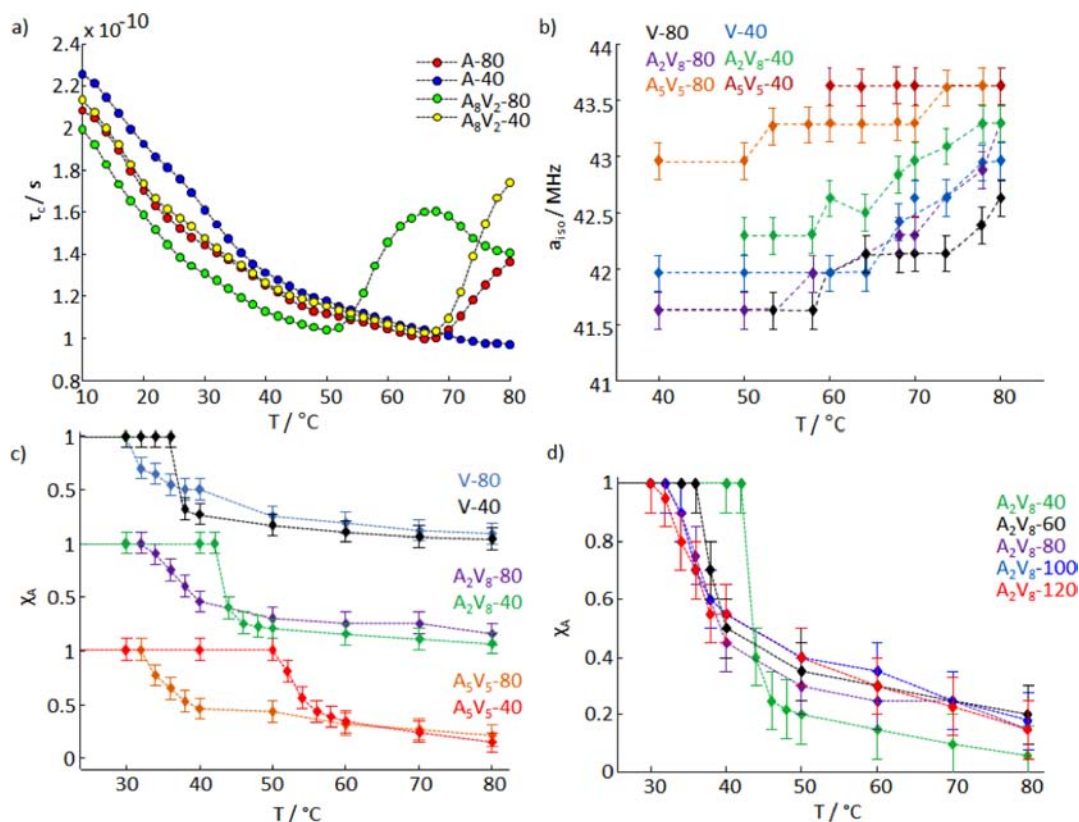 a)
× 10⁻¹⁰
2.4
2.2
2
1.8
1.6
1.4
1.2
1
0.8
τc / s
10 20 30 40 50 60 70 80
T / °C
A-80
A-40
A₈V₂-80
A₈V₂-40
b)
V-80 V-40
A₂V₈-80 A₂V₈-40
A₅V₅-80 A₅V₅-40
44
43.5
43
42.5
42
41.5
41
aiso / MHz
40 50 60 70 80
T / °C
c)
1
0.5
1
0.5
1
0.5
0
χA
V-80
V-40
A₂V₈-80
A₂V₈-40
A₅V₅-80
A₅V₅-40
30 40 50 60 70 80
T / °C
d)
1
0.8
0.6
0.4
0.2
0
χA
A₂V₈-40
A₂V₈-60
A₂V₈-80
A₂V₈-100
A₂V₈-120
30 40 50 60 70 80
T / °C